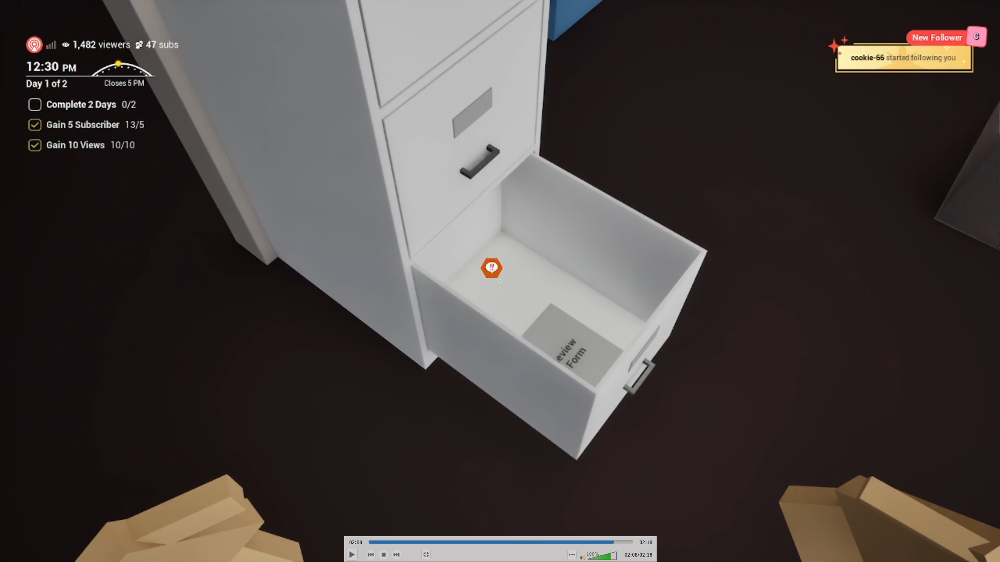 1,482 viewers 47 subs
12:30 PM
Day 1 of 2
Closes 5 PM
Complete 2 Days 0/2
Gain 5 Subscriber 13/5
Gain 10 Views 10/10
New Follower
C
cookie-66 started following you
!!
eview
Form
02:08
02:18
100%
02:08/02:18